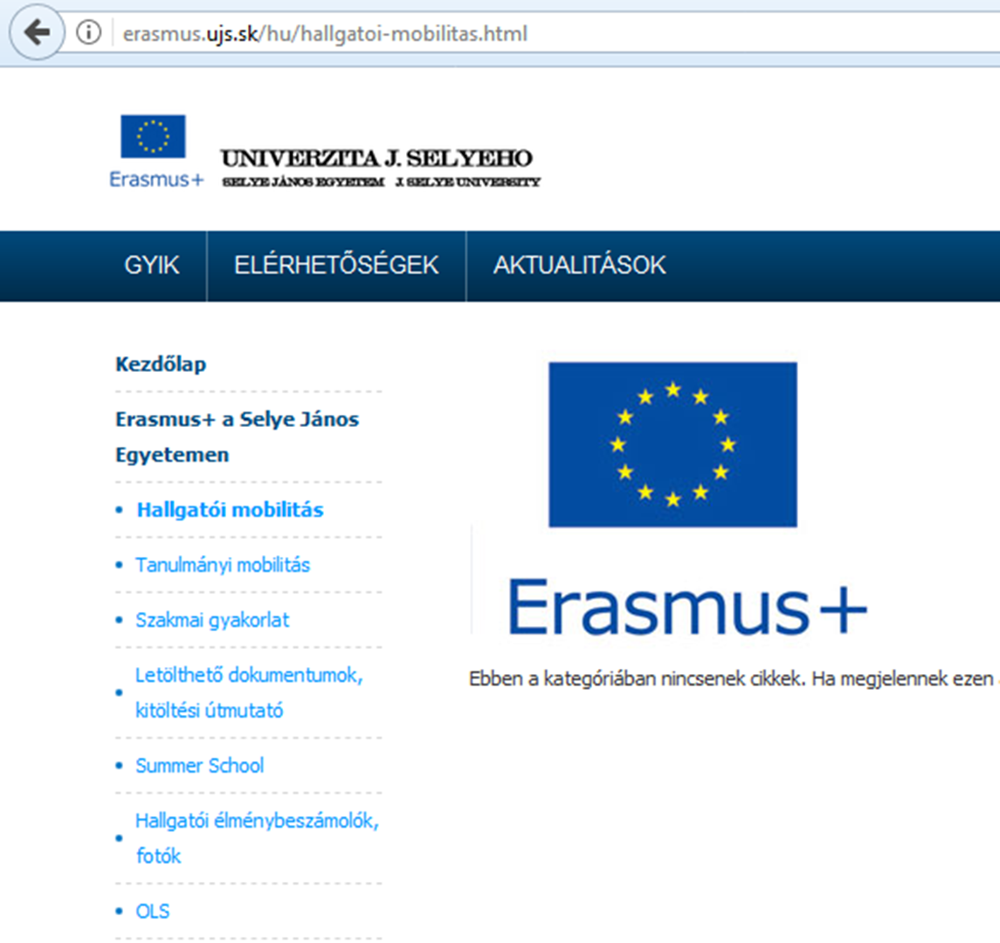 erasmus.ujs.sk/hu/hallgatoi-mobilitas.html
Erasmus+
UNIVERZITA J. SELYEHO
SELYE JÁNOS EGYETEM J. SELYE UNIVERSITY
GYIK
ELÉRHETŐSÉGEK
AKTUALITÁSOK
Kezdőlap
Erasmus+ a Selye János
Egyetemen
Hallgatói mobilitás
Tanulmányi mobilitás
Szakmai gyakorlat
Letölthető dokumentumok,
kitöltési útmutató
Summer School
Hallgatói élménybeszámolók,
fotók
OLS
Erasmus+
Ebben a kategóriában nincsenek cikkek. Ha megjelennek ezen